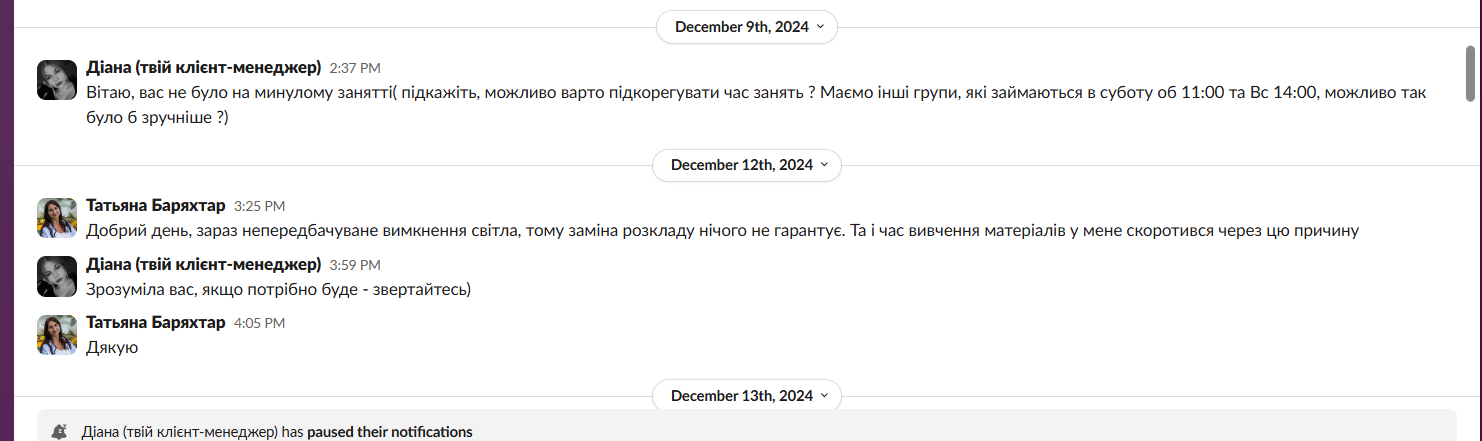 December 9th, 2024
Діана (твій клієнт-менеджер) 2:37 PM
Вітаю, вас не було на минулому занятті( підкажіть, можливо варто підкорегувати час занять ? Маємо інші групи, які займаються в суботу об 11:00 та Вс 14:00, можливо так
було б зручніше ?)
December 12th, 2024
Татьяна Баряхтар 3:25 PM
Добрий день, зараз непередбачуване вимкнення світла, тому заміна розкладу нічого не гарантує. Та і час вивчення матеріалів у мене скоротився через цю причину
Діана (твій клієнт-менеджер) 3:59 PM
Зрозуміла вас, якщо потрібно буде - звертайтесь)
Татьяна Баряхтар 4:05 PM
Дякую
December 13th, 2024
Діана (твій клієнт-менеджер) has paused their notifications